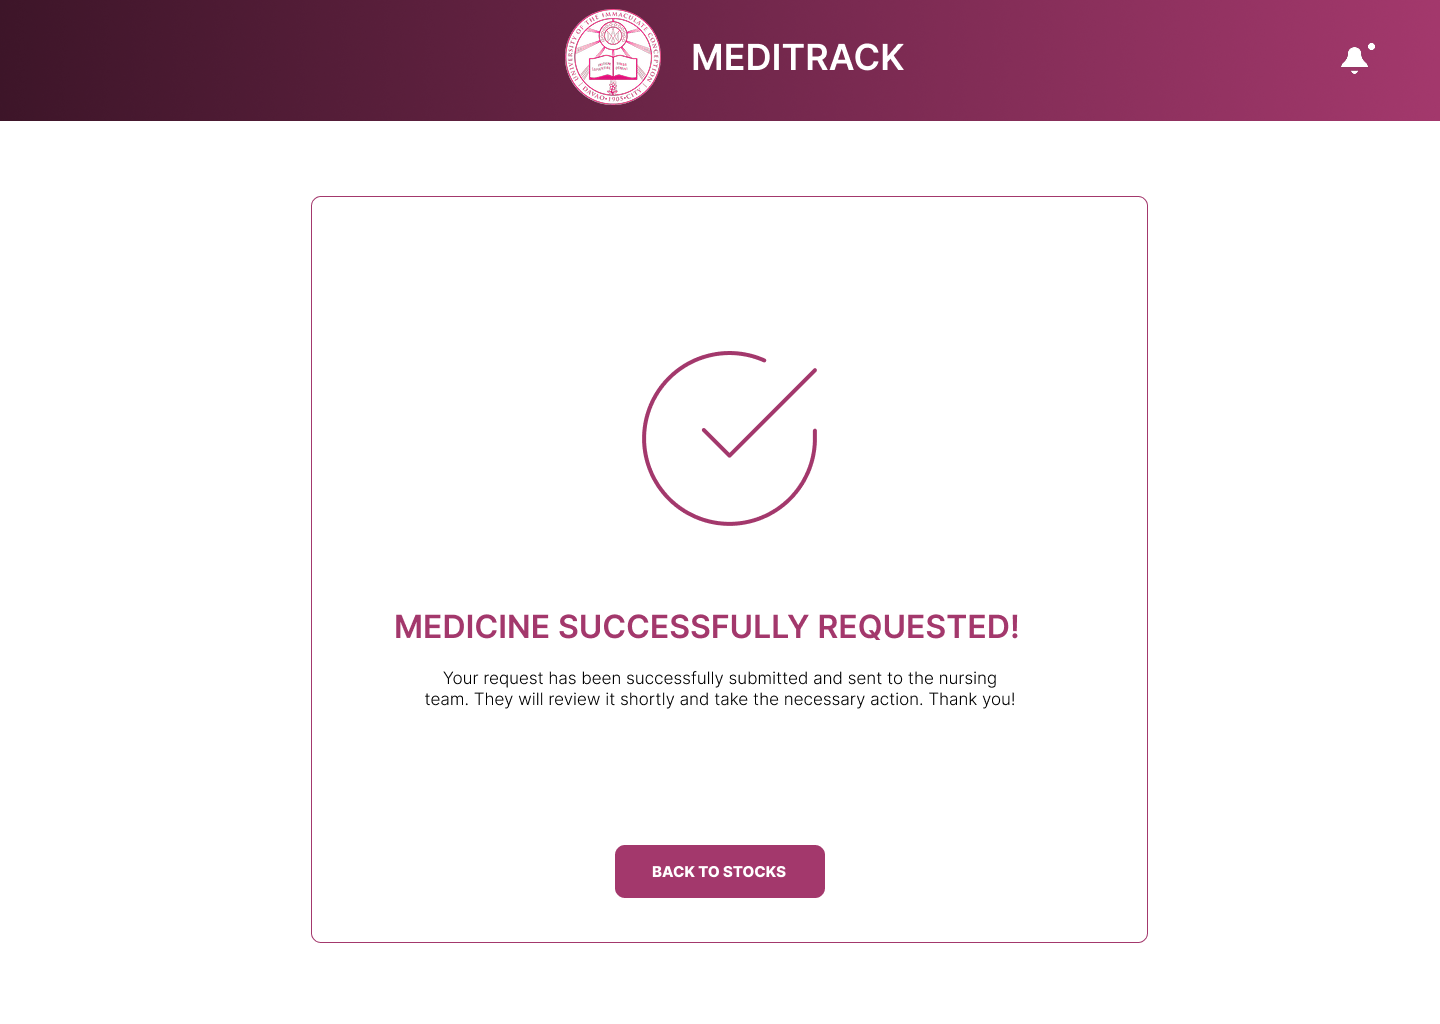 UNIVERSITY OF THE IMMACULATE CONCEPTION
DAVAO • 1905 • CITY
MEDITRACK
MEDICINE SUCCESSFULLY REQUESTED!
Your request has been successfully submitted and sent to the nursing
team. They will review it shortly and take the necessary action. Thank you!
BACK TO STOCKS